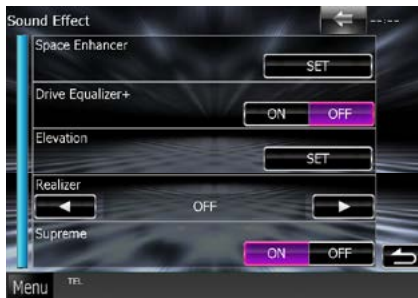 Sound Effect --:--
Space Enhancer
SET
Drive Equalizer+
ON OFF
Elevation
SET
Realizer
OFF
Supreme
ON OFF
Menu TEL